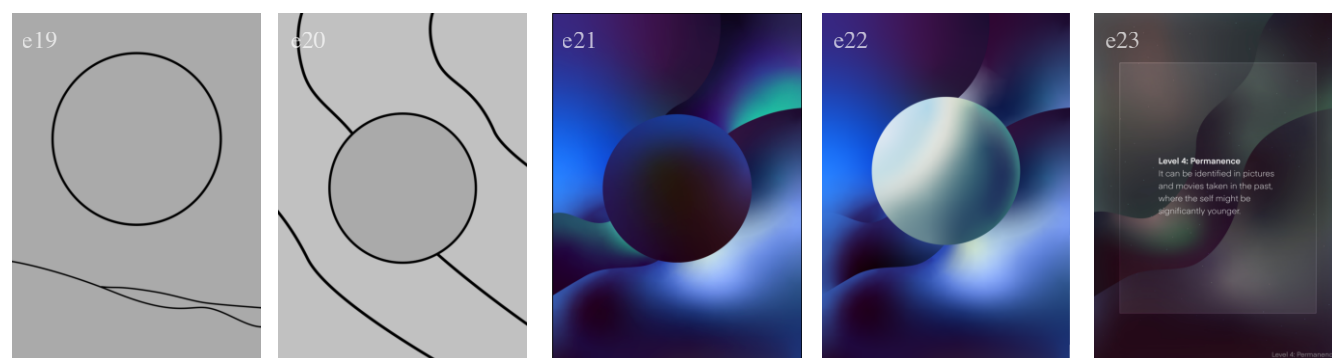 e19
e20
e21
e22
e23
Level 4: Permanence
It can be identified in pictures
and movies taken in the past,
where the self might be
significantly younger.
Level 4: Permanence